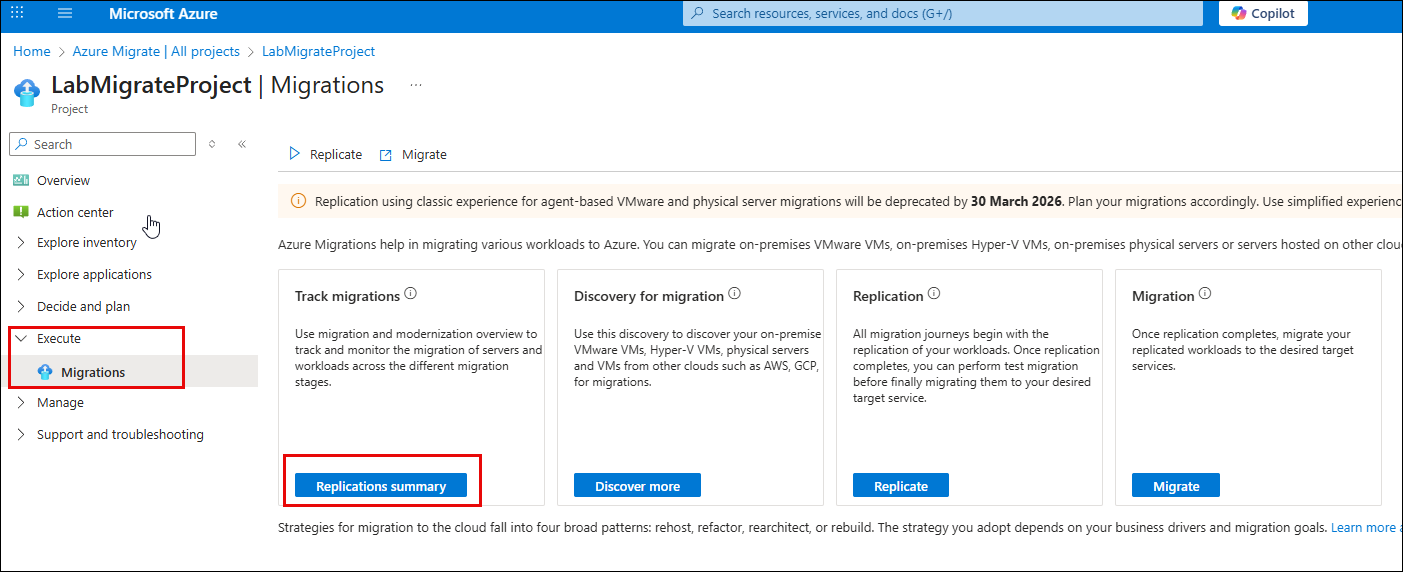 Microsoft Azure
Search resources, services, and docs (G+/)
Copilot
Home > Azure Migrate | All projects > LabMigrateProject
LabMigrateProject | Migrations ...
Project
Search
Overview
Action center
Explore inventory
Explore applications
Decide and plan
Execute
Migrations
Manage
Support and troubleshooting
Replicate
Migrate
Replication using classic experience for agent-based VMware and physical server migrations will be deprecated by 30 March 2026. Plan your migrations accordingly. Use simplified experienc
Azure Migrations help in migrating various workloads to Azure. You can migrate on-premises VMware VMs, on-premises Hyper-V VMs, on-premises physical servers or servers hosted on other clou
Track migrations
Use migration and modernization overview to
track and monitor the migration of servers and
workloads across the different migration
stages.
Replications summary
Discovery for migration
Use this discovery to discover your on-premise
VMware VMs, Hyper-V VMs, physical servers
and VMs from other clouds such as AWS, GCP,
for migrations.
Discover more
Replication
All migration journeys begin with the
replication of your workloads. Once replication
completes, you can perform test migration
before finally migrating them to your desired
target service.
Replicate
Migration
Once replication completes, migrate your
replicated workloads to the desired target
services.
Migrate
Strategies for migration to the cloud fall into four broad patterns: rehost, refactor, rearchitect, or rebuild. The strategy you adopt depends on your business drivers and migration goals. Learn more a